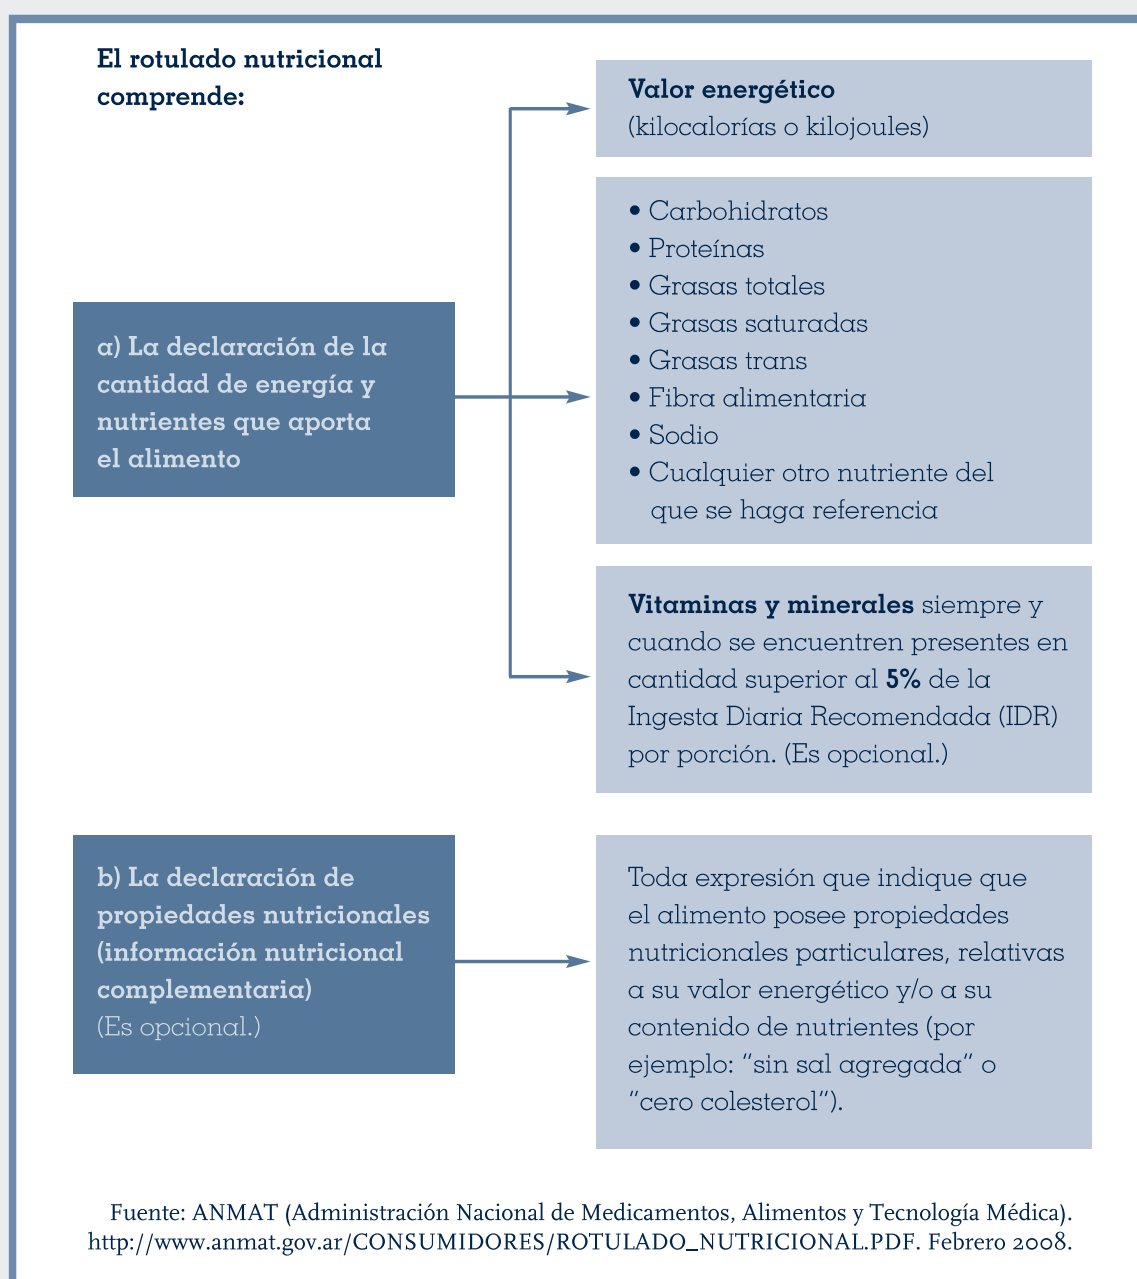 El rotulado nutricional
comprende:
a) La declaración de la
cantidad de energía y
nutrientes que aporta
el alimento
Valor energético
(kilocalorías o kilojoules)
• Carbohidratos
• Proteínas
• Grasas totales
• Grasas saturadas
• Grasas trans
• Fibra alimentaria
• Sodio
• Cualquier otro nutriente del
que se haga referencia
Vitaminas y minerales siempre y
cuando se encuentren presentes en
cantidad superior al 5% de la
Ingesta Diaria Recomendada (IDR)
por porción. (Es opcional.)
b) La declaración de
propiedades nutricionales
(información nutricional
complementaria)
(Es opcional.)
Toda expresión que indique que
el alimento posee propiedades
nutricionales particulares, relativas
a su valor energético y/o a su
contenido de nutrientes (por
ejemplo: “sin sal agregada” o
“cero colesterol”).
Fuente: ANMAT (Administración Nacional de Medicamentos, Alimentos y Tecnología Médica).
http://www.anmat.gov.ar/CONSUMIDORES/ROTULADO_NUTRICIONAL.PDF. Febrero 2008.